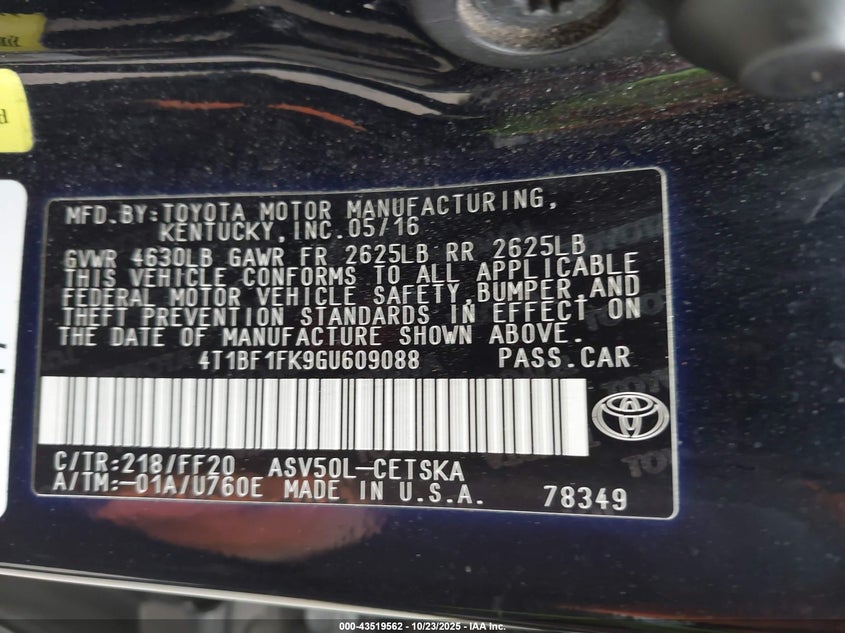 MFD.BY:TOYOTA MOTOR MANUFACTURING,
KENTUCKY,INC.05/16
GVWR 4630LB GAWR FR 2625LB RR 2625LB
THIS VEHICLE CONFORMS TO ALL APPLICABLE
FEDERAL MOTOR VEHICLE SAFETY,BUMPER,AND
THEFT PREVENTION STANDARDS IN EFFECT ON
THE DATE OF MANUFACTURE SHOWN ABOVE.
4T1BF1FK9GU609088 PASS.CAR
C/TR:218/FF20 ASV50L-CETSKA
A/TM:-01A/U760E MADE IN U.S.A. 78349
000-43519562 - 10/23/2025 - IAA Inc.